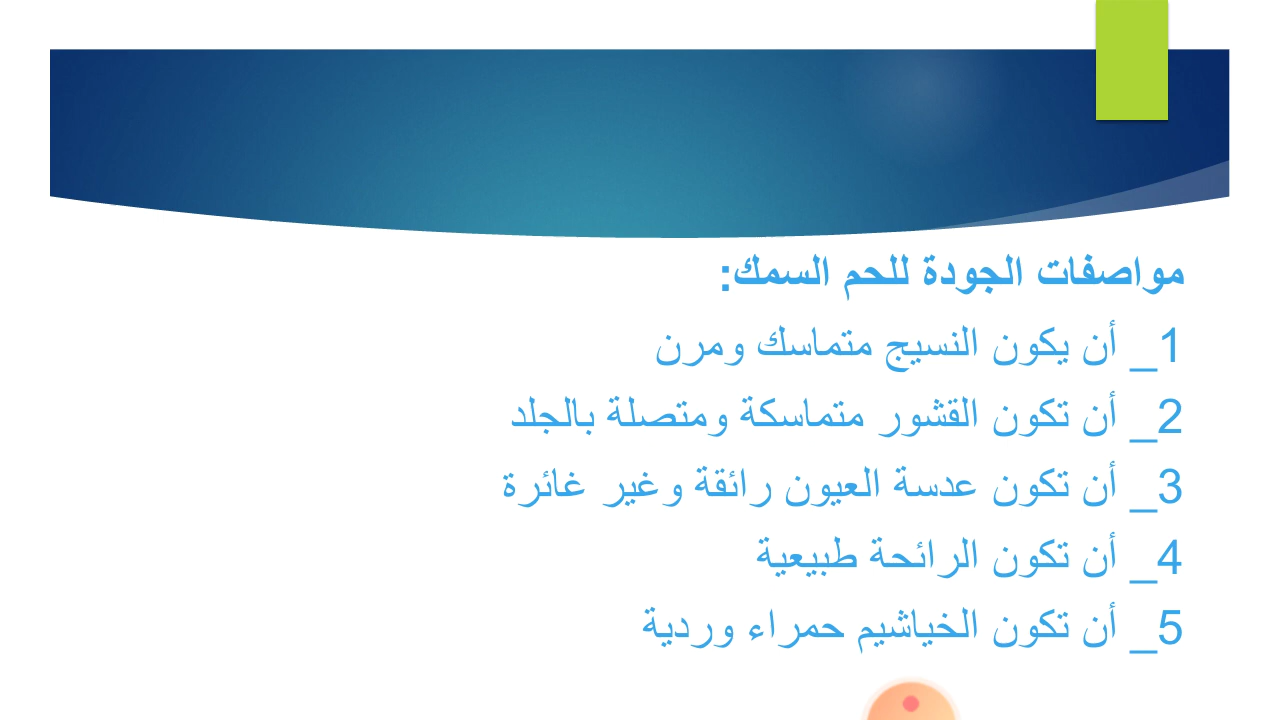 مواصفات الجودة للحم السمك:
1_ أن يكون النسيج متماسك ومرن
2_ أن تكون القشور متماسكة ومتصلة بالجلد
3_ أن تكون عدسة العيون رائقة وغير غائرة
4_ أن تكون الرائحة طبيعية
5_ أن تكون الخياشيم حمراء وردية